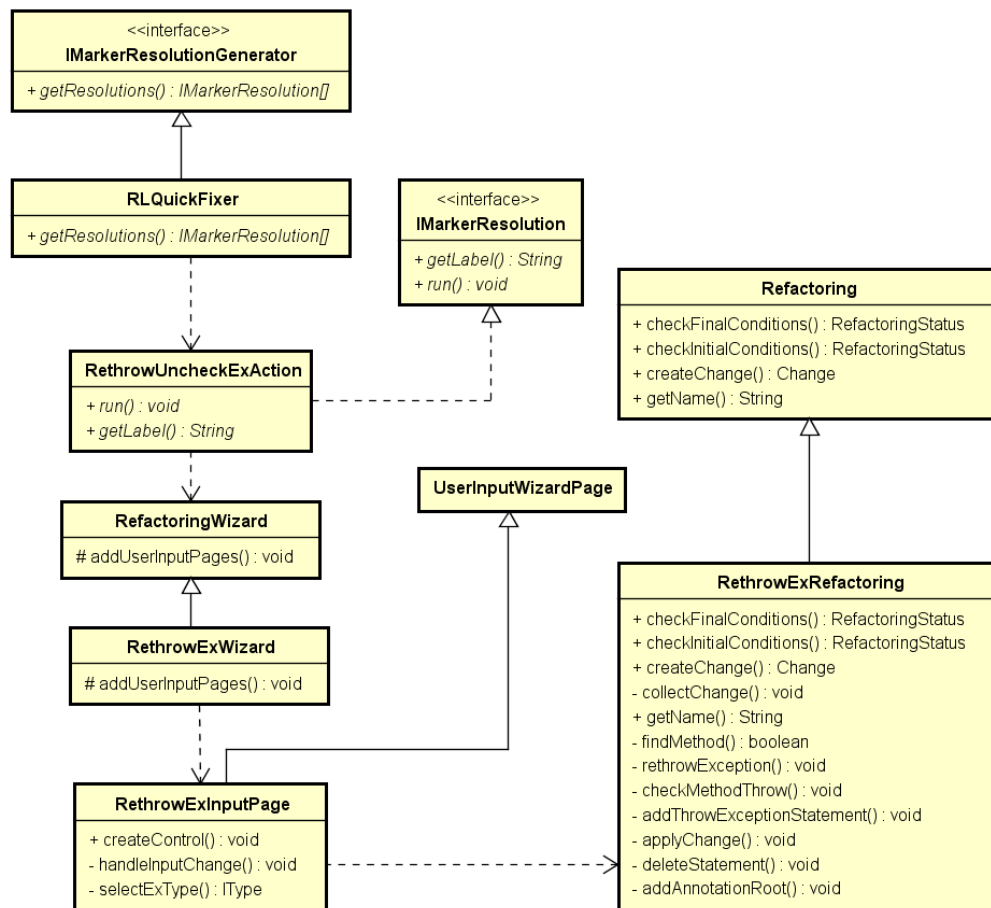 <<interface>>
IMarkerResolutionGenerator
+ getResolutions() : IMarkerResolution[]
RLQuickFixer
+ getResolutions() : IMarkerResolution[]
<<interface>>
IMarkerResolution
+ getLabel() : String
+ run() : void
Refactoring
+ checkFinalConditions() : RefactoringStatus
+ checkInitialConditions() : RefactoringStatus
+ createChange() : Change
+ getName() : String
RethrowUncheckExAction
+ run() : void
+ getLabel() : String
UserInputWizardPage
RefactoringWizard
# addUserInputPages() : void
RethrowExWizard
# addUserInputPages() : void
RethrowExRefactoring
+ checkFinalConditions() : RefactoringStatus
+ checkInitialConditions() : RefactoringStatus
+ createChange() : Change
- collectChange() : void
+ getName() : String
- findMethod() : boolean
- rethrowException() : void
- checkMethodThrow() : void
- addThrowExceptionStatement() : void
- applyChange() : void
- deleteStatement() : void
- addAnnotationRoot() : void
RethrowExInputPage
+ createControl() : void
- handleInputChange() : void
- selectExType() : IType